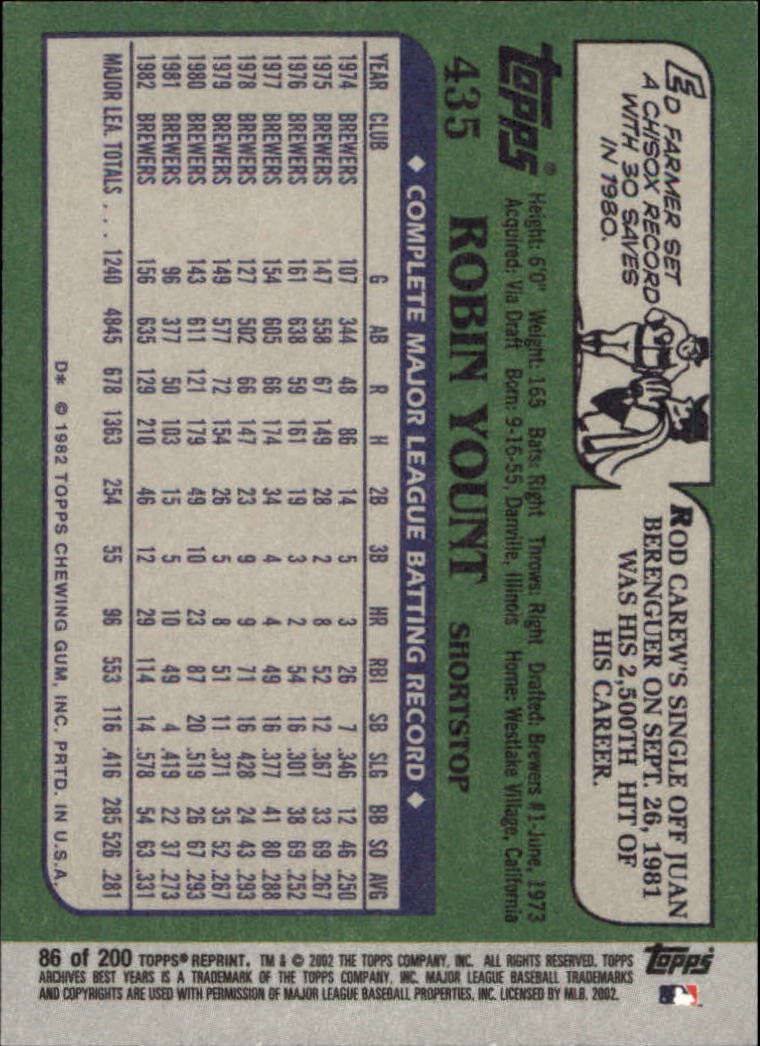 ED FARMER SET
A CHISOX RECORD
WITH 30 SAVES
IN 1980.
ROD CAREW'S SINGLE OFF JUAN
BERENGUER ON SEPT. 26, 1981
WAS HIS 2,500TH HIT OF
HIS CAREER.
topps®
435 ROBIN YOUNT SHORTSTOP
Height: 6'0" Weight: 165 Bats: Right Throws: Right Drafted: Brewers #1-June, 1973
Acquired: Via Draft Born: 9-16-55, Danville, Illinois Home: Westlake Village, California
◆ COMPLETE MAJOR LEAGUE BATTING RECORD ◆
YEAR CLUB G AB R H 2B 3B HR RBI SB SLG BB SO AVG
1974 BREWERS 107 344 48 86 14 5 3 26 7 .346 12 46 .250
1975 BREWERS 147 558 67 149 28 2 8 52 12 .367 33 69 .267
1976 BREWERS 161 638 59 161 19 3 2 54 16 .301 38 69 .252
1977 BREWERS 154 605 66 174 34 4 4 49 16 .377 41 80 .288
1978 BREWERS 127 502 66 147 23 9 9 71 16 .428 24 43 .293
1979 BREWERS 149 577 72 154 26 5 8 51 11 .371 35 52 .267
1980 BREWERS 143 611 121 179 49 10 23 87 20 .519 26 67 .293
1981 BREWERS 96 377 50 103 15 5 10 49 4 .419 22 37 .273
1982 BREWERS 156 635 129 210 46 12 29 114 14 .578 54 63 .331
MAJOR LEA. TOTALS . . . 1240 4845 678 1363 254 55 96 553 116 .416 285 526 .281
D* © 1982 TOPPS CHEWING GUM, INC. PRTD. IN U.S.A.
86 of 200 TOPPS® REPRINT. TM & © 2002 THE TOPPS COMPANY, INC. ALL RIGHTS RESERVED. TOPPS
ARCHIVES BEST YEARS IS A TRADEMARK OF THE TOPPS COMPANY, INC. MAJOR LEAGUE BASEBALL TRADEMARKS
AND COPYRIGHTS ARE USED WITH PERMISSION OF MAJOR LEAGUE BASEBALL PROPERTIES, INC. LICENSED BY MLB. 2002.
topps